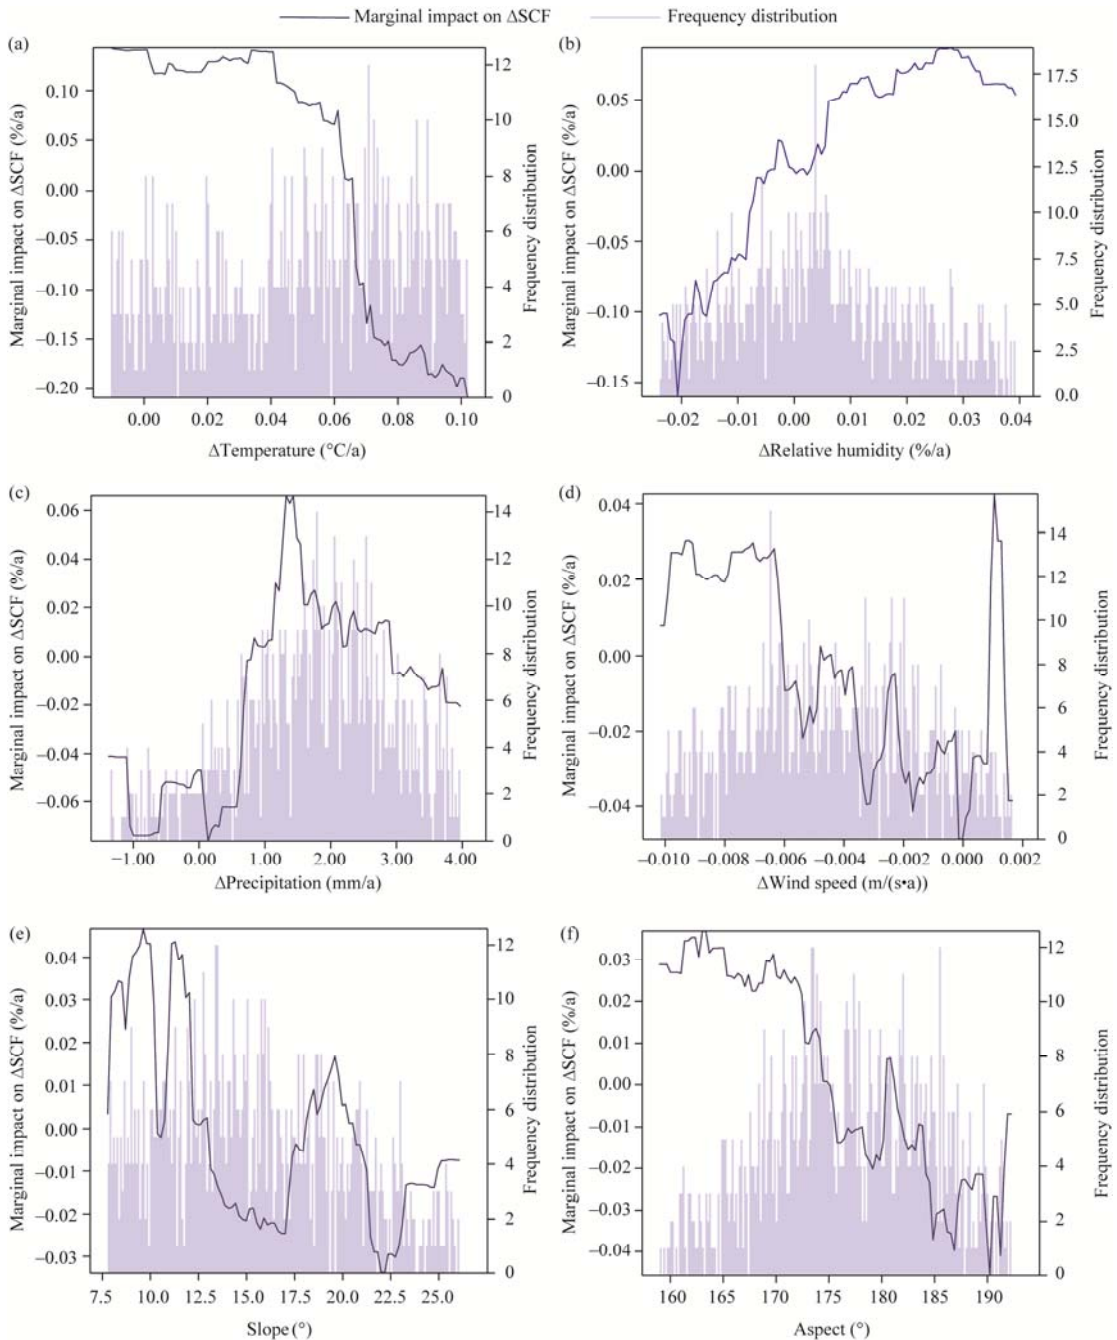 Marginal impact on ΔSCF Frequency distribution
(a)
Marginal impact on ΔSCF (%/a)
0.10
0.05
0.00
−0.05
−0.10
−0.15
−0.20
12
10
8
6
4
2
0
Frequency distribution
0.00 0.02 0.04 0.06 0.08 0.10
ΔTemperature (°C/a)
(b)
Marginal impact on ΔSCF (%/a)
0.05
0.00
−0.05
−0.10
−0.15
17.5
15.0
12.5
10.0
7.5
5.0
2.5
0.0
Frequency distribution
−0.02 −0.01 0.00 0.01 0.02 0.03 0.04
ΔRelative humidity (%/a)
(c)
Marginal impact on ΔSCF (%/a)
0.06
0.04
0.02
0.00
−0.02
−0.04
−0.06
14
12
10
8
6
4
2
0
Frequency distribution
−1.00 0.00 1.00 2.00 3.00 4.00
ΔPrecipitation (mm/a)
(d)
Marginal impact on ΔSCF (%/a)
0.04
0.02
0.00
−0.02
−0.04
14
12
10
8
6
4
2
0
Frequency distribution
−0.010 −0.008 −0.006 −0.004 −0.002 0.000 0.002
ΔWind speed (m/(s•a))
(e)
Marginal impact on ΔSCF (%/a)
0.04
0.03
0.02
0.01
0.00
−0.01
−0.02
−0.03
12
10
8
6
4
2
0
Frequency distribution
7.5 10.0 12.5 15.0 17.5 20.0 22.5 25.0
Slope (°)
(f)
Marginal impact on ΔSCF (%/a)
0.03
0.02
0.01
0.00
−0.01
−0.02
−0.03
−0.04
12
10
8
6
4
2
0
Frequency distribution
160 165 170 175 180 185 190
Aspect (°)